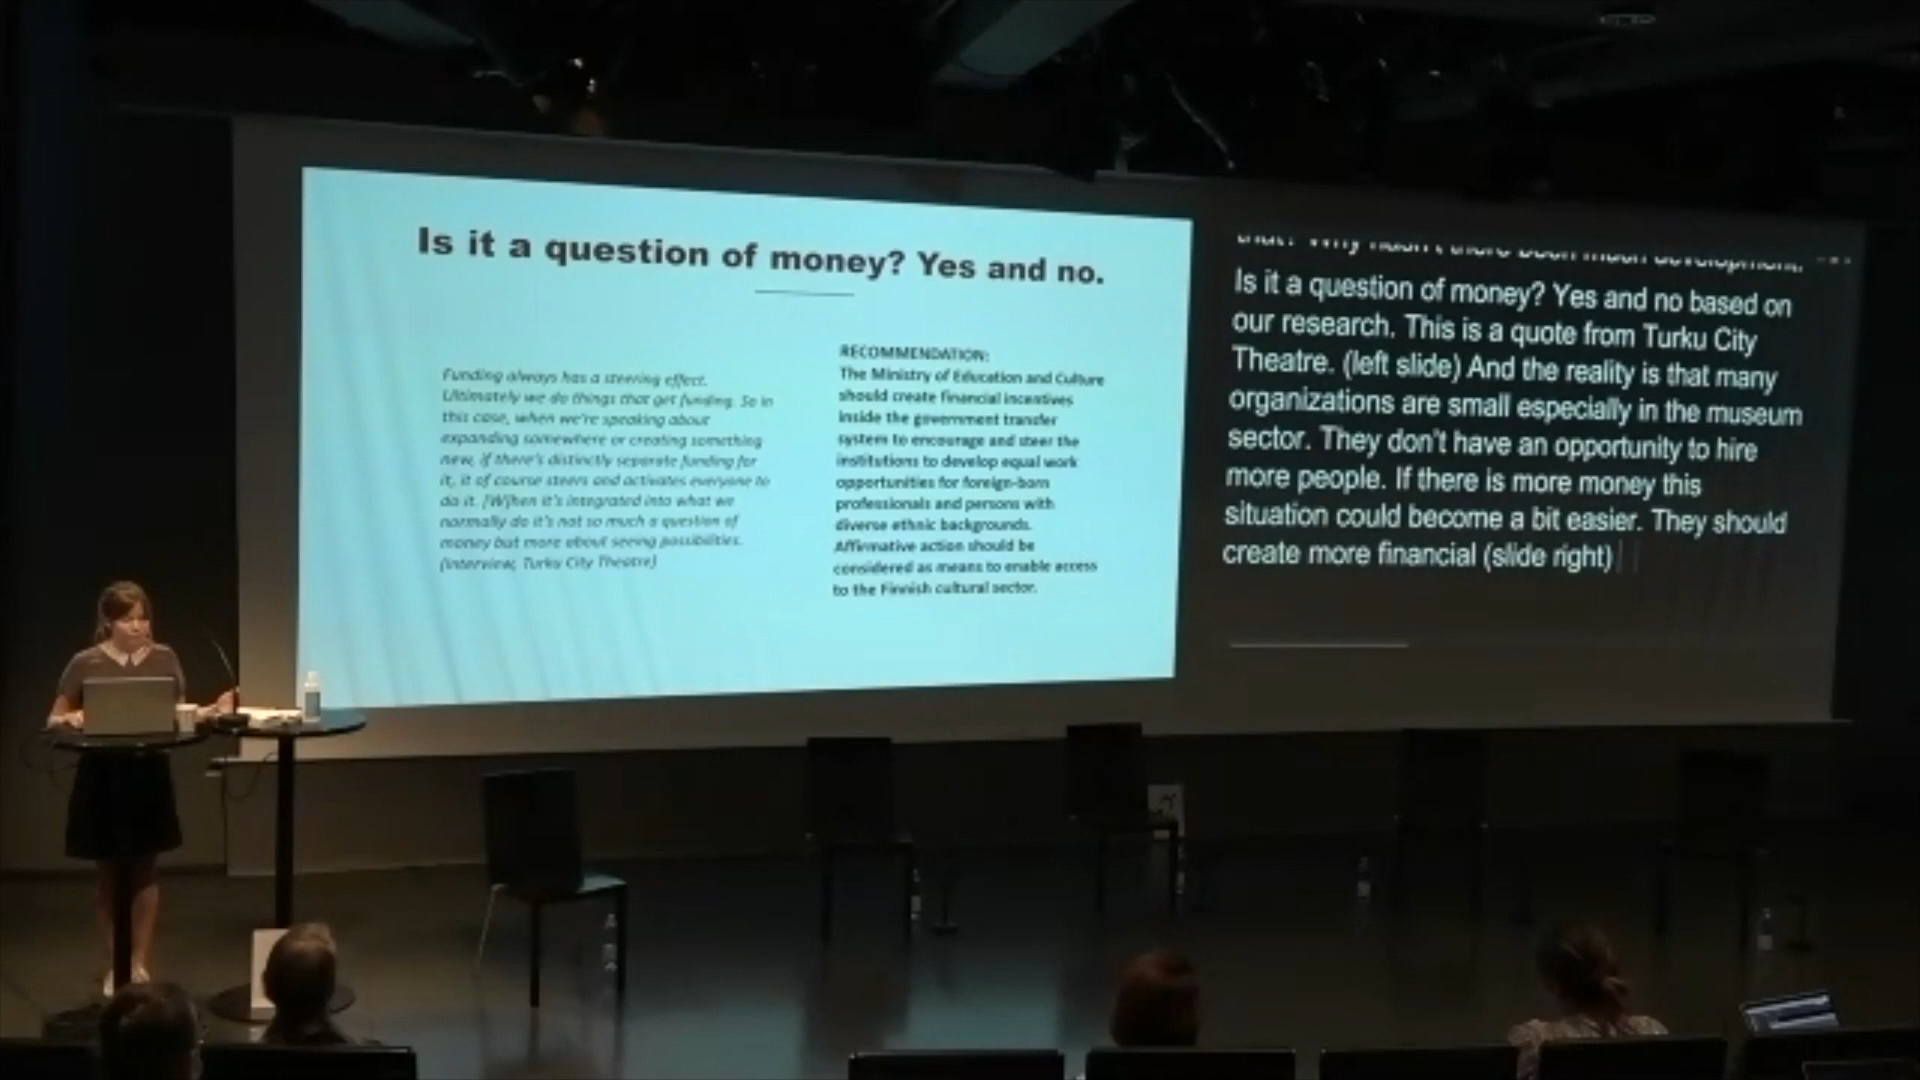 Is it a question of money? Yes and no.
Funding always has a steering effect.
Ultimately we do things that get funding. So in
this case, when we're speaking about
expanding somewhere or creating something
new, if there's distinctly separate funding for
it, it of course steers and activates everyone to
do it. [W]hen it's integrated into what we
normally do it's not so much a question of
money but more about seeing possibilities.
(interview, Turku City Theatre)
RECOMMENDATION:
The Ministry of Education and Culture
should create financial incentives
inside the government transfer
system to encourage and steer the
institutions to develop equal work
opportunities for foreign-born
professionals and persons with
diverse ethnic backgrounds.
Affirmative action should be
considered as means to enable access
to the Finnish cultural sector.
that? Why hasn't there been much development.
Is it a question of money? Yes and no based on
our research. This is a quote from Turku City
Theatre. (left slide) And the reality is that many
organizations are small especially in the museum
sector. They don't have an opportunity to hire
more people. If there is more money this
situation could become a bit easier. They should
create more financial (slide right)